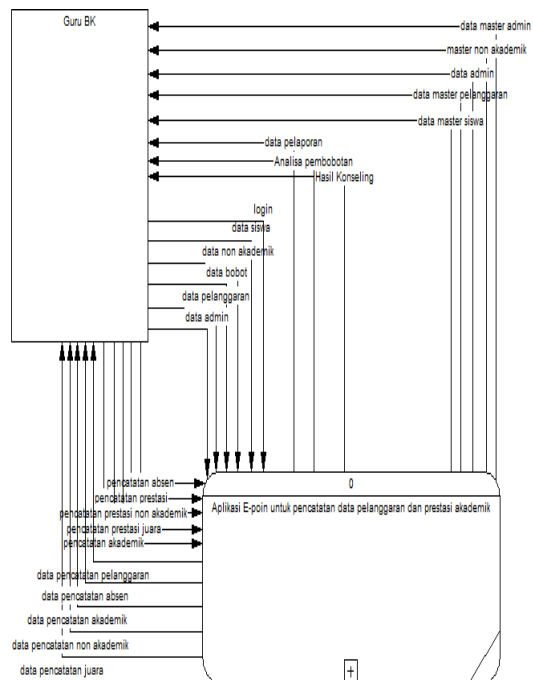 Guru BK
data master admin
master non akademik
data admin
data master pelanggaran
data master siswa
data pelaporan
Analisa pembobotan
Hasil Konseling
login
data siswa
data non akademik
data bobot
data pelanggaran
data admin
0
pencatatan absen
pencatatan prestasi
Aplikasi E-poin untuk pencatatan data pelanggaran dan prestasi akademik
pencatatan prestasi non akademik
pencatatan prestasi juara
pencatatan akademik
data pencatatan pelanggaran
data pencatatan absen
data pencatatan akademik
data pencatatan non akademik
data pencatatan juara
+